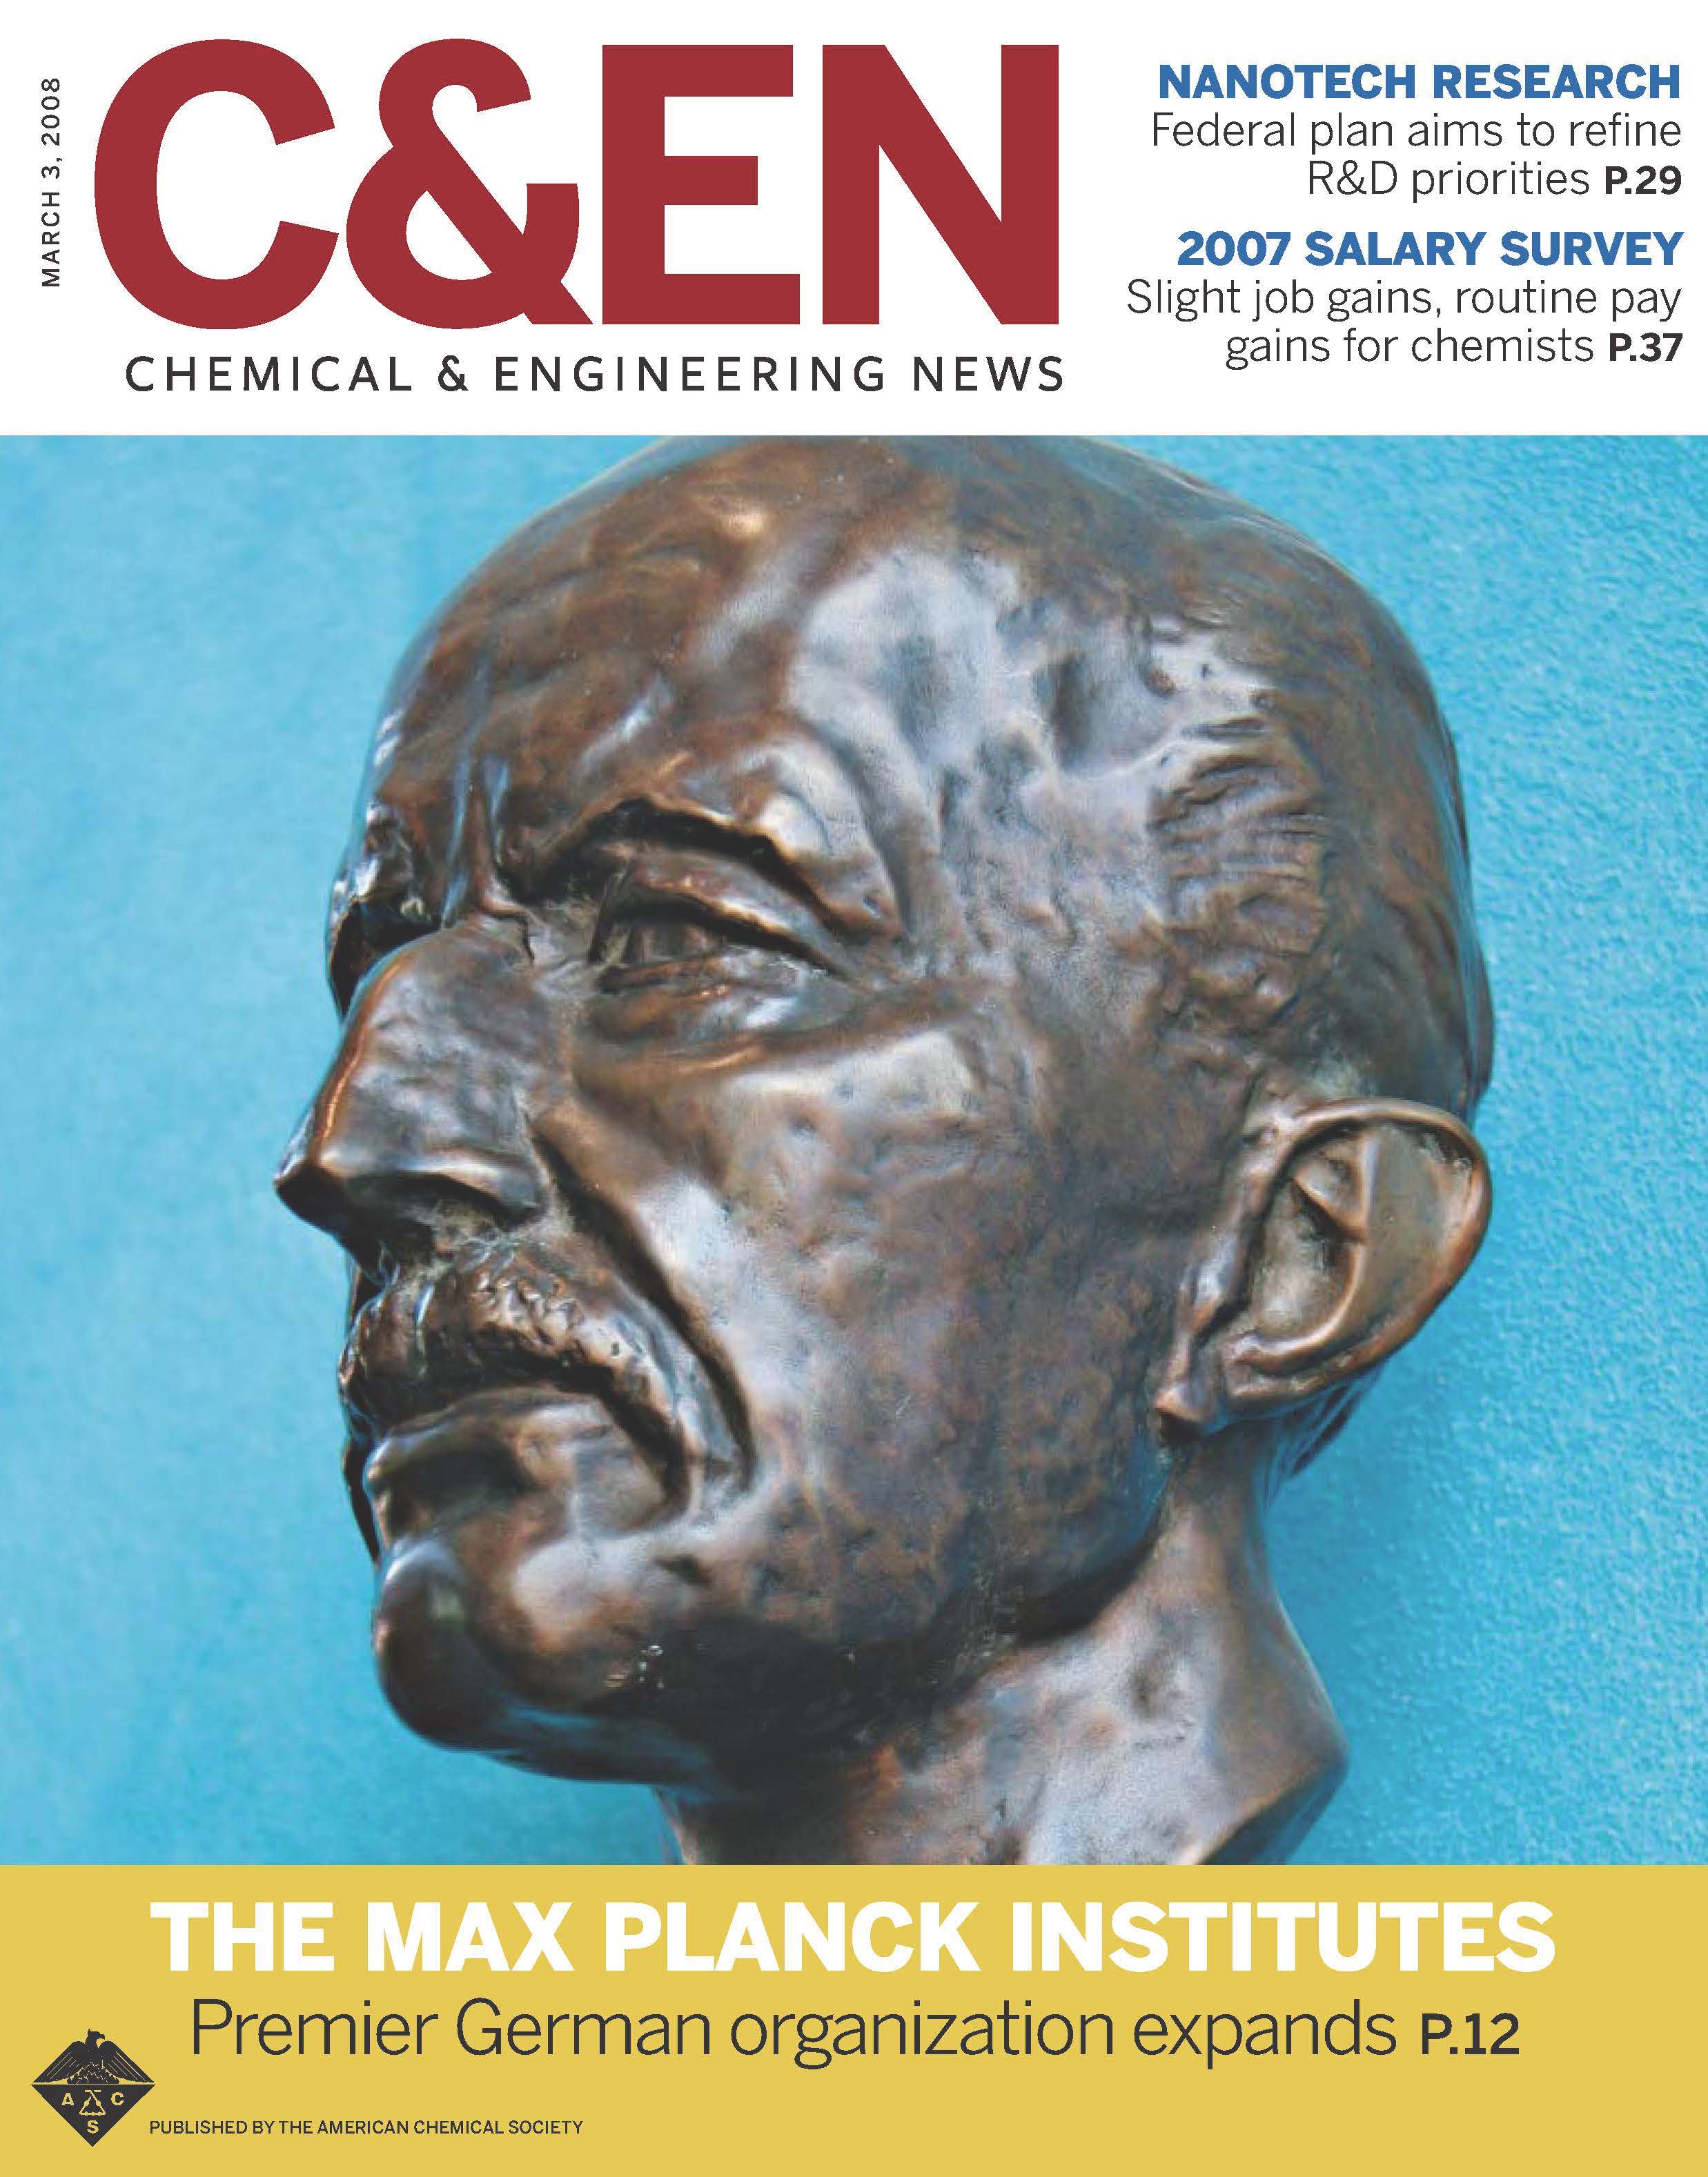 MARCH 3, 2008
C&EN
CHEMICAL & ENGINEERING NEWS
NANOTECH RESEARCH
Federal plan aims to refine
R&D priorities P.29
2007 SALARY SURVEY
Slight job gains, routine pay
gains for chemists P.37
THE MAX PLANCK INSTITUTES
Premier German organization expands P.12
A C
S
PUBLISHED BY THE AMERICAN CHEMICAL SOCIETY